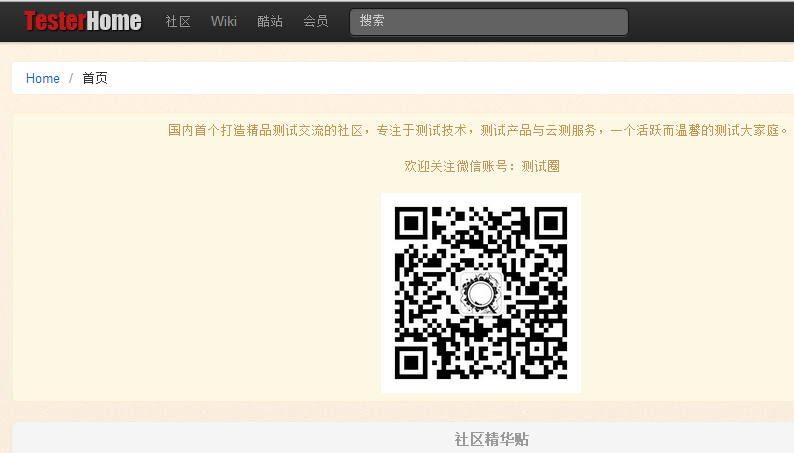 TesterHome 社区 Wiki 酷站 会员 搜索
Home / 首页
国内首个打造精品测试交流的社区，专注于测试技术，测试产品与云测服务，一个活跃而温馨的测试大家庭。
欢迎关注微信账号：测试圈
社区精华贴